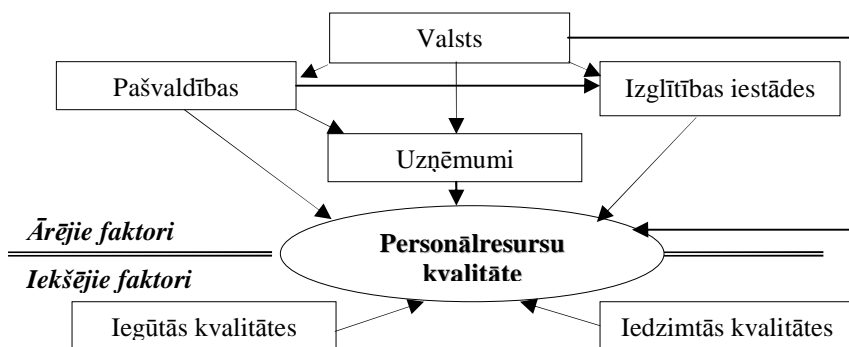 Valsts
Pašvaldības
Izglītības iestādes
Uzņēmumi
Ārējie faktori
Personālresursu
kvalitāte
Iekšējie faktori
Iegūtās kvalitātes
Iedzimtās kvalitātes